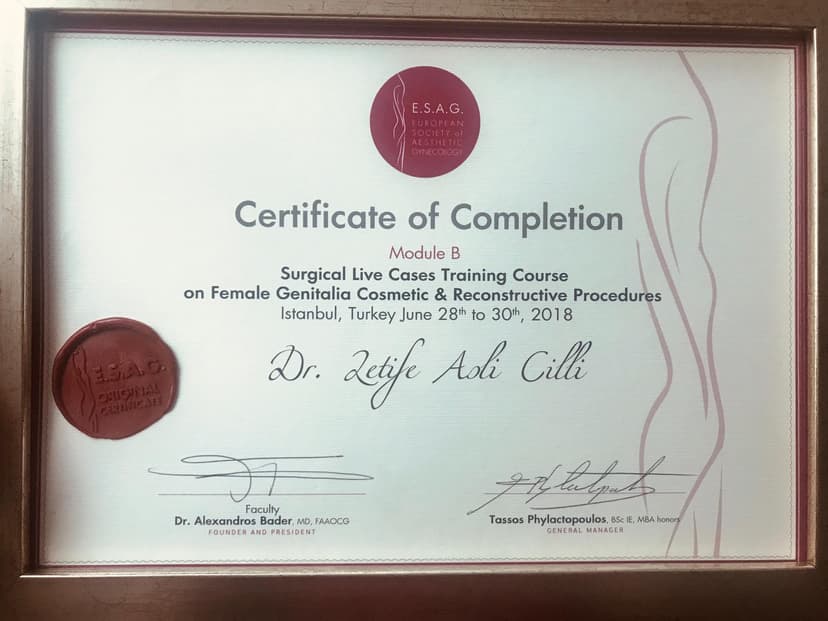 E.S.A.G.
EUROPEAN
SOCIETY of
AESTHETIC
GYNECOLOGY
Certificate of Completion
Module B
Surgical Live Cases Training Course
on Female Genitalia Cosmetic & Reconstructive Procedures
Istanbul, Turkey June 28th to 30th, 2018
Dr. Letife Asli Cilli
E.S.A.G.
ORIGINAL
CERTIFICATE
Faculty
Dr. Alexandros Bader, MD, FAAOCG
FOUNDER AND PRESIDENT
Tassos Phylactopoulos, BSc IE, MBA honors
GENERAL MANAGER